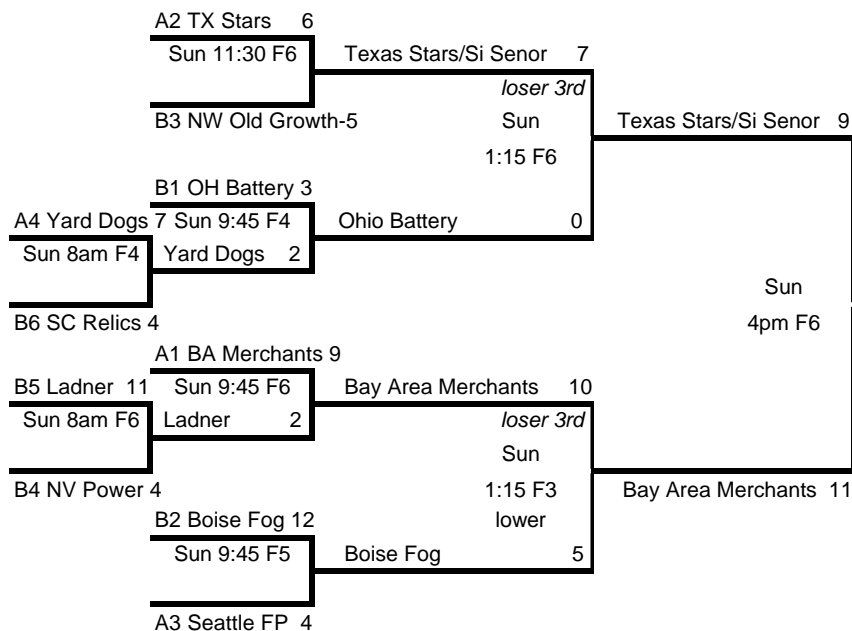 A2 TX Stars 6
Sun 11:30 F6 Texas Stars/Si Senor 7
loser 3rd
B3 NW Old Growth-5 Sun Texas Stars/Si Senor 9
1:15 F6
B1 OH Battery 3
A4 Yard Dogs 7 Sun 9:45 F4 Ohio Battery 0
Sun 8am F4 Yard Dogs 2
Sun
B6 SC Relics 4 4pm F6
A1 BA Merchants 9
B5 Ladner 11 Sun 9:45 F6 Bay Area Merchants 10
Sun 8am F6 Ladner 2 loser 3rd
Sun
B4 NV Power 4 1:15 F3 Bay Area Merchants 11
B2 Boise Fog 12 lower
Sun 9:45 F5 Boise Fog 5
A3 Seattle FP 4